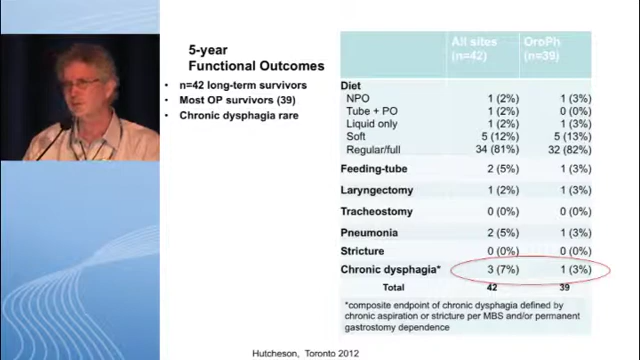 5-year
Functional Outcomes
• n=42 long-term survivors
• Most OP survivors (39)
• Chronic dysphagia rare
All sites (n=42) OroPh (n=39)
Diet
NPO 1 (2%) 1 (3%)
Tube + PO 1 (2%) 0 (0%)
Liquid only 1 (2%) 1 (3%)
Soft 5 (12%) 5 (13%)
Regular/full 34 (81%) 32 (82%)
Feeding-tube 2 (5%) 1 (3%)
Laryngectomy 1 (2%) 1 (3%)
Tracheostomy 0 (0%) 0 (0%)
Pneumonia 2 (5%) 1 (3%)
Stricture 0 (0%) 0 (0%)
Chronic dysphagia* 3 (7%) 1 (3%)
Total 42 39
*composite endpoint of chronic dysphagia defined by
chronic aspiration or stricture per MBS and/or permanent
gastrostomy dependence
Hutcheson, Toronto 2012